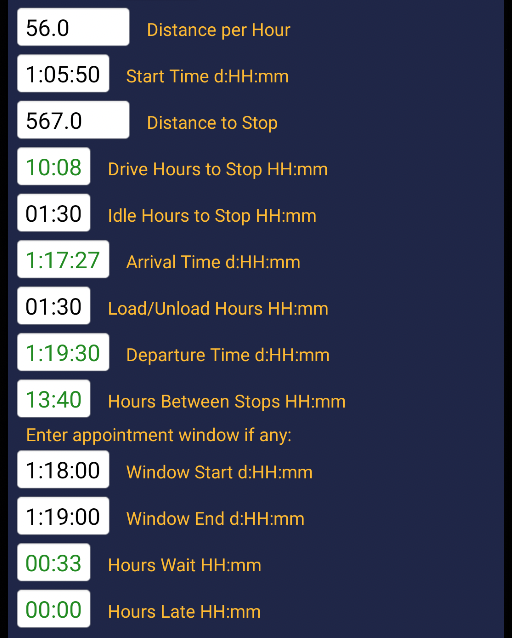 56.0 Distance per Hour
1:05:50 Start Time d:HH:mm
567.0 Distance to Stop
10:08 Drive Hours to Stop HH:mm
01:30 Idle Hours to Stop HH:mm
1:17:27 Arrival Time d:HH:mm
01:30 Load/Unload Hours HH:mm
1:19:30 Departure Time d:HH:mm
13:40 Hours Between Stops HH:mm
Enter appointment window if any:
1:18:00 Window Start d:HH:mm
1:19:00 Window End d:HH:mm
00:33 Hours Wait HH:mm
00:00 Hours Late HH:mm